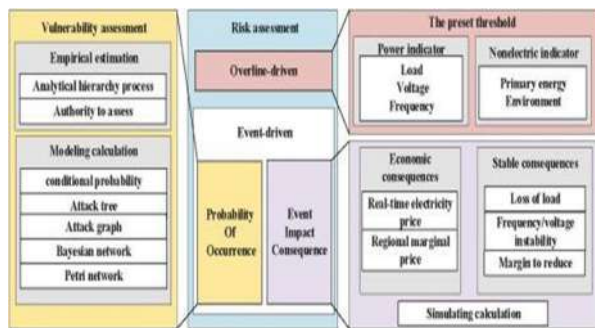 Vulnerability assessment
Empirical estimation
Analytical hierarchy process
Authority to assess
Modeling calculation
conditional probability
Attack tree
Attack graph
Bayesian network
Petri network
Risk assessment
Overline-driven
Event-driven
Probability
Of
Occurrence
Event
Impact
Consequence
The preset threshold
Power indicator
Load
Voltage
Frequency
Nonelectric indicator
Primary energy
Environment
Economic
consequences
Real-time electricity
price
Regional marginal
price
Stable consequences
Loss of load
Frequency/voltage
instability
Margin to reduce
Simulating calculation